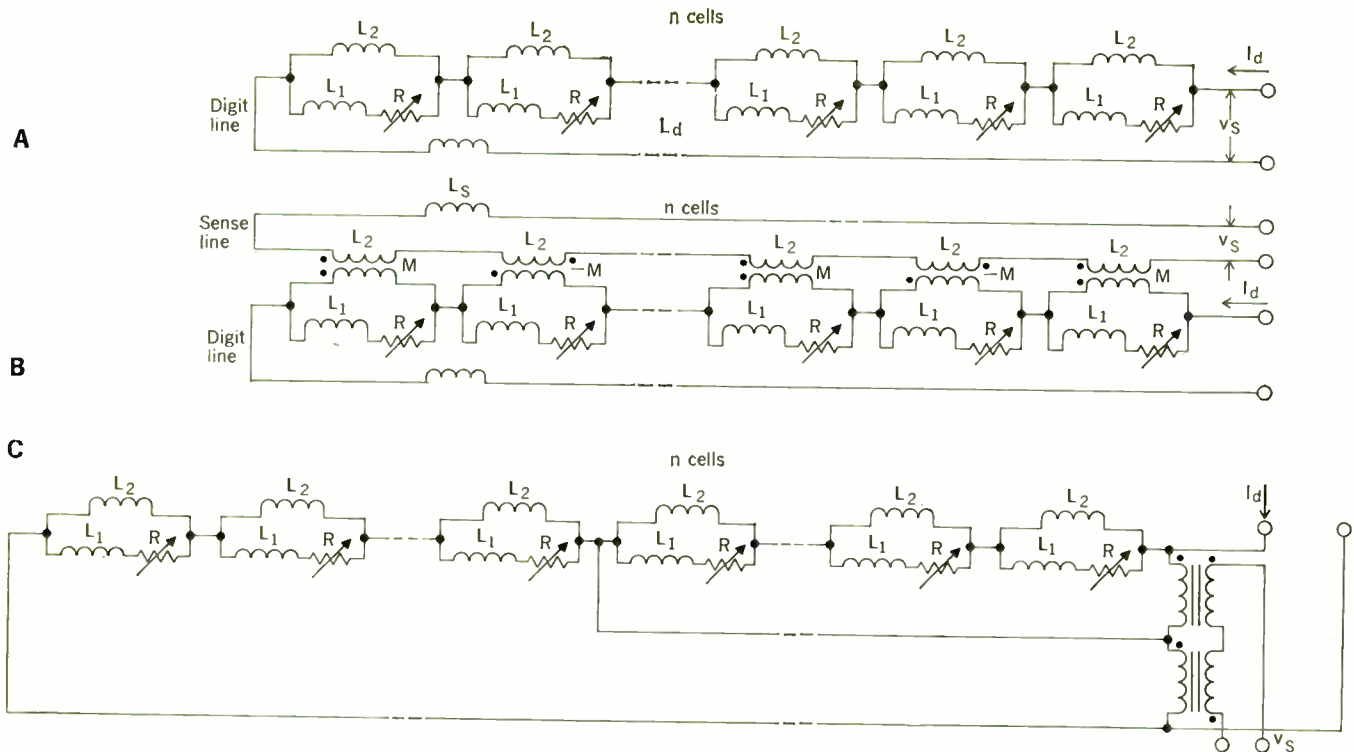 n cells
L2 L2 L2 L2 L2
Id
L1 R L1 R L1 R L1 R L1 R
Digit
line
A
Ld
vS
LS
n cells
Sense
line
vS
L2 L2 L2 L2 L2
M −M M −M M
Id
L1 R L1 R L1 R L1 R L1 R
Digit
line
B
C
n cells
L2 L2 L2 L2 L2 L2
Id
L1 R L1 R L1 R L1 R L1 R L1 R
vS